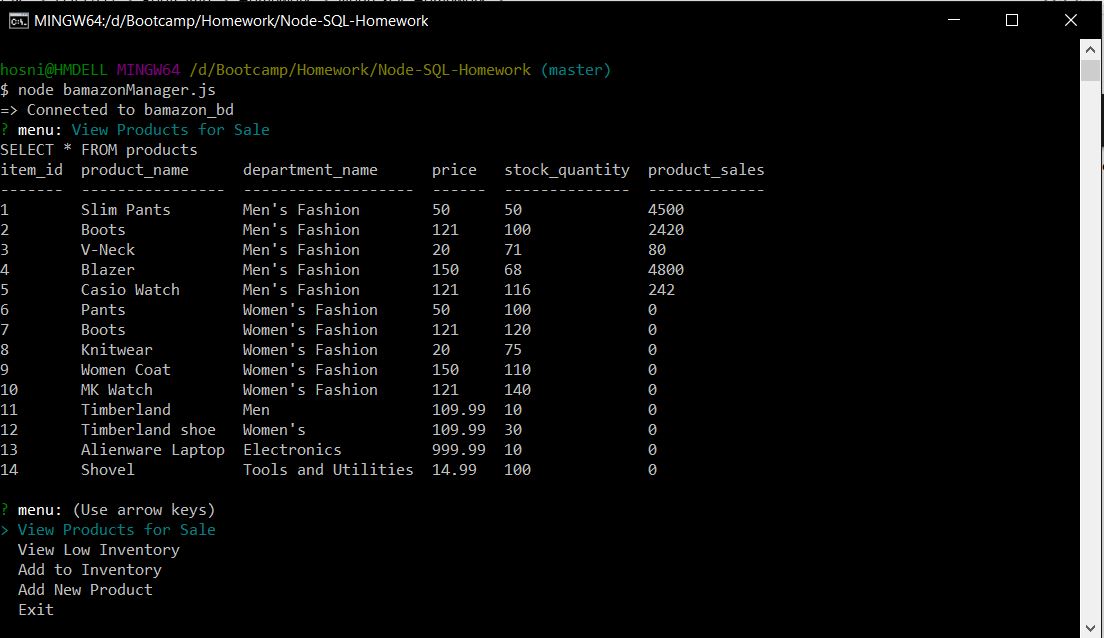 MINGW64:/d/Bootcamp/Homework/Node-SQL-Homework
hosni@HMDELL MINGW64 /d/Bootcamp/Homework/Node-SQL-Homework (master)
$ node bamazonManager.js
=> Connected to bamazon_bd
? menu: View Products for Sale
SELECT * FROM products
item_id  product_name      department_name      price   stock_quantity  product_sales
-------  ----------------  -------------------  ------  --------------  -------------
1        Slim Pants        Men's Fashion        50      50              4500
2        Boots             Men's Fashion        121     100             2420
3        V-Neck            Men's Fashion        20      71              80
4        Blazer            Men's Fashion        150     68              4800
5        Casio Watch       Men's Fashion        121     116             242
6        Pants             Women's Fashion      50      100             0
7        Boots             Women's Fashion      121     120             0
8        Knitwear          Women's Fashion      20      75              0
9        Women Coat        Women's Fashion      150     110             0
10       MK Watch          Women's Fashion      121     140             0
11       Timberland        Men                  109.99  10              0
12       Timberland shoe   Women's              109.99  30              0
13       Alienware Laptop  Electronics          999.99  10              0
14       Shovel            Tools and Utilities  14.99   100             0
? menu: (Use arrow keys)
> View Products for Sale
  View Low Inventory
  Add to Inventory
  Add New Product
  Exit